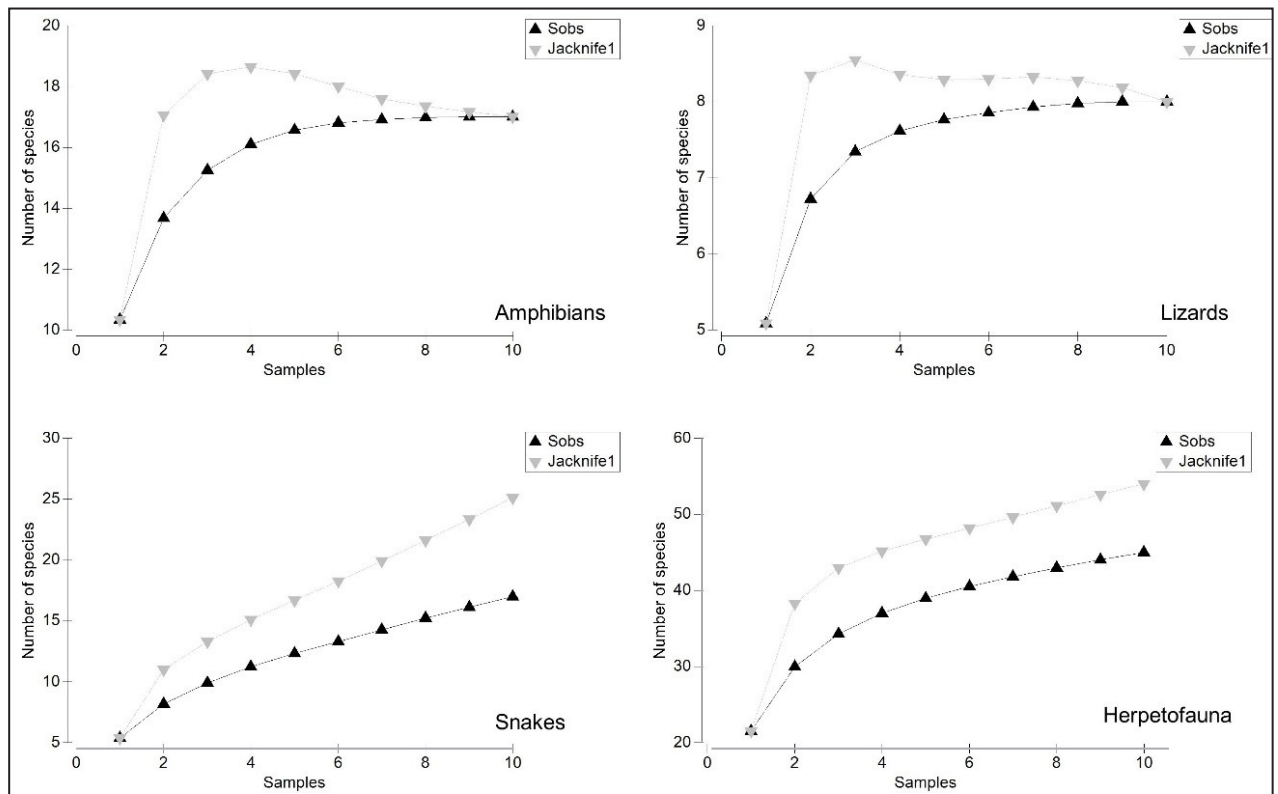 20
18
16
14
12
10
Number of species
0 2 4 6 8 10
Samples
Sobs
Jacknife1
Amphibians
9
8
7
6
5
Number of species
0 2 4 6 8 10
Samples
Sobs
Jacknife1
Lizards
30
25
20
15
10
5
Number of species
0 2 4 6 8 10
Samples
Sobs
Jacknife1
Snakes
60
50
40
30
20
Number of species
0 2 4 6 8 10
Samples
Sobs
Jacknife1
Herpetofauna